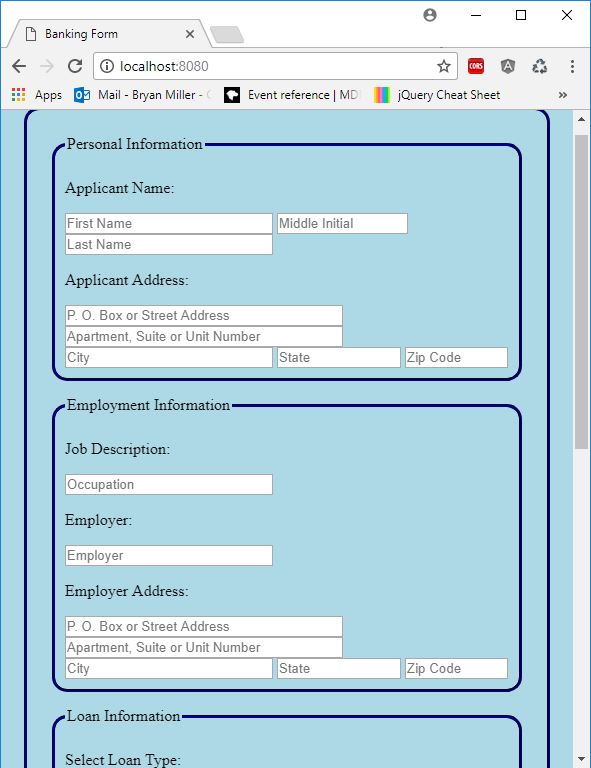 Banking Form
localhost:8080
CORS
Apps Mail - Bryan Miller - Event reference | MD jQuery Cheat Sheet »
Personal Information
Applicant Name:
First Name Middle Initial
Last Name
Applicant Address:
P. O. Box or Street Address
Apartment, Suite or Unit Number
City State Zip Code
Employment Information
Job Description:
Occupation
Employer:
Employer
Employer Address:
P. O. Box or Street Address
Apartment, Suite or Unit Number
City State Zip Code
Loan Information
Select Loan Type: